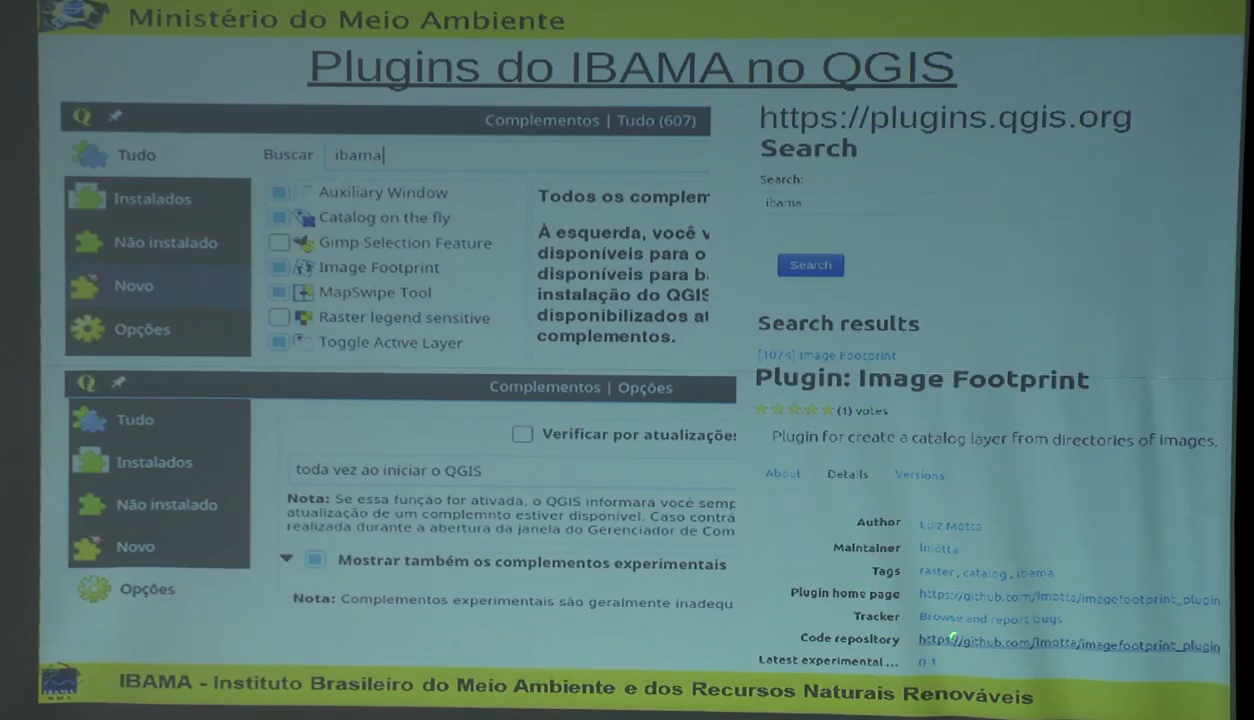 Ministério do Meio Ambiente
Plugins do IBAMA no QGIS
Complementos | Tudo (607)
Tudo
Buscar
ibama
Instalados
Não instalado
Novo
Opções
Auxiliary Window
Catalog on the fly
Gimp Selection Feature
Image Footprint
MapSwipe Tool
Raster legend sensitive
Toggle Active Layer
Todos os complem
À esquerda, você v
disponíveis para o
disponíveis para b
instalação do QGIS
disponibilizados at
complementos.
Complementos | Opções
Tudo
Instalados
Não instalado
Novo
Opções
Verificar por atualizações
toda vez ao iniciar o QGIS
Nota: Se essa função for ativada, o QGIS informará você semp
atualização de um complemnto estiver disponível. Caso contrá
realizada durante a abertura da janela do Gerenciador de Com
Mostrar também os complementos experimentais
Nota: Complementos experimentais são geralmente inadequ
https://plugins.qgis.org
Search
Search:
ibama
Search
Search results
[1074] Image Footprint
Plugin: Image Footprint
(1) votes
Plugin for create a catalog layer from directories of images.
About Details Versions
Author Luiz Motta
Maintainer lmotta
Tags raster, catalog, ibama
Plugin home page https://github.com/lmotta/imagefootprint_plugin
Tracker Browse and report bugs
Code repository https://github.com/lmotta/imagefootprint_plugin
Latest experimental ... 0.1
IBAMA
IBAMA - Instituto Brasileiro do Meio Ambiente e dos Recursos Naturais Renováveis